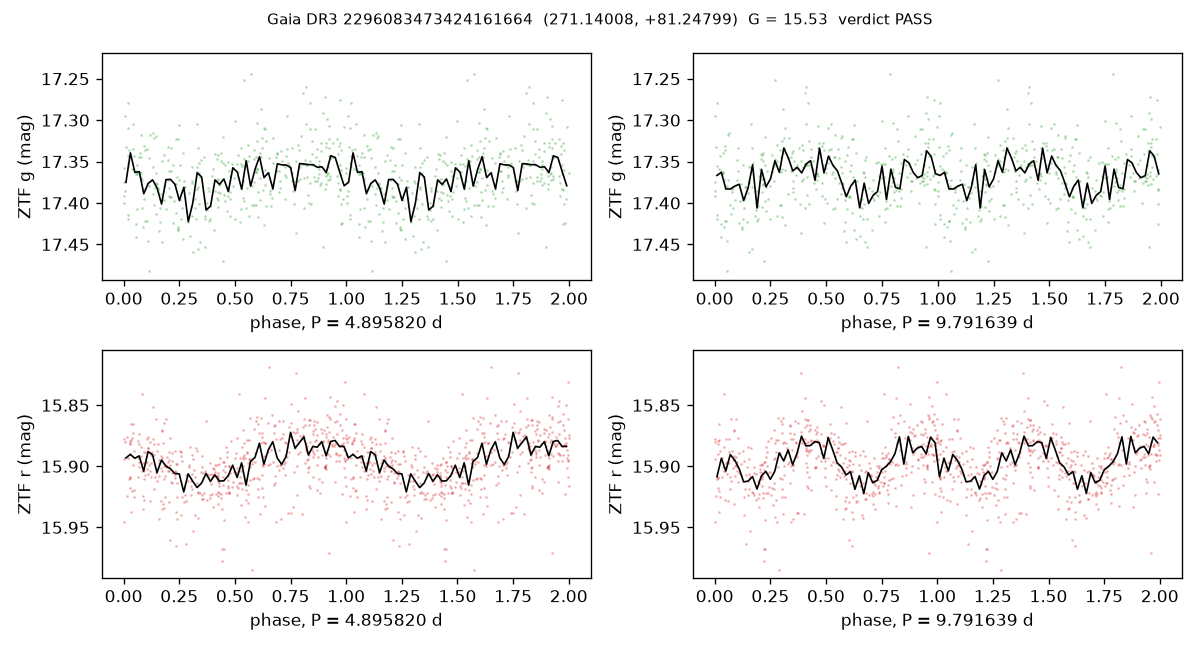 Gaia DR3 2296083473424161664 (271.14008, +81.24799) G = 15.53 verdict PASS
ZTF g (mag)
17.25
17.30
17.35
17.40
17.45
0.00 0.25 0.50 0.75 1.00 1.25 1.50 1.75 2.00
phase, P = 4.895820 d
ZTF g (mag)
17.25
17.30
17.35
17.40
17.45
0.00 0.25 0.50 0.75 1.00 1.25 1.50 1.75 2.00
phase, P = 9.791639 d
ZTF r (mag)
15.85
15.90
15.95
0.00 0.25 0.50 0.75 1.00 1.25 1.50 1.75 2.00
phase, P = 4.895820 d
ZTF r (mag)
15.85
15.90
15.95
0.00 0.25 0.50 0.75 1.00 1.25 1.50 1.75 2.00
phase, P = 9.791639 d